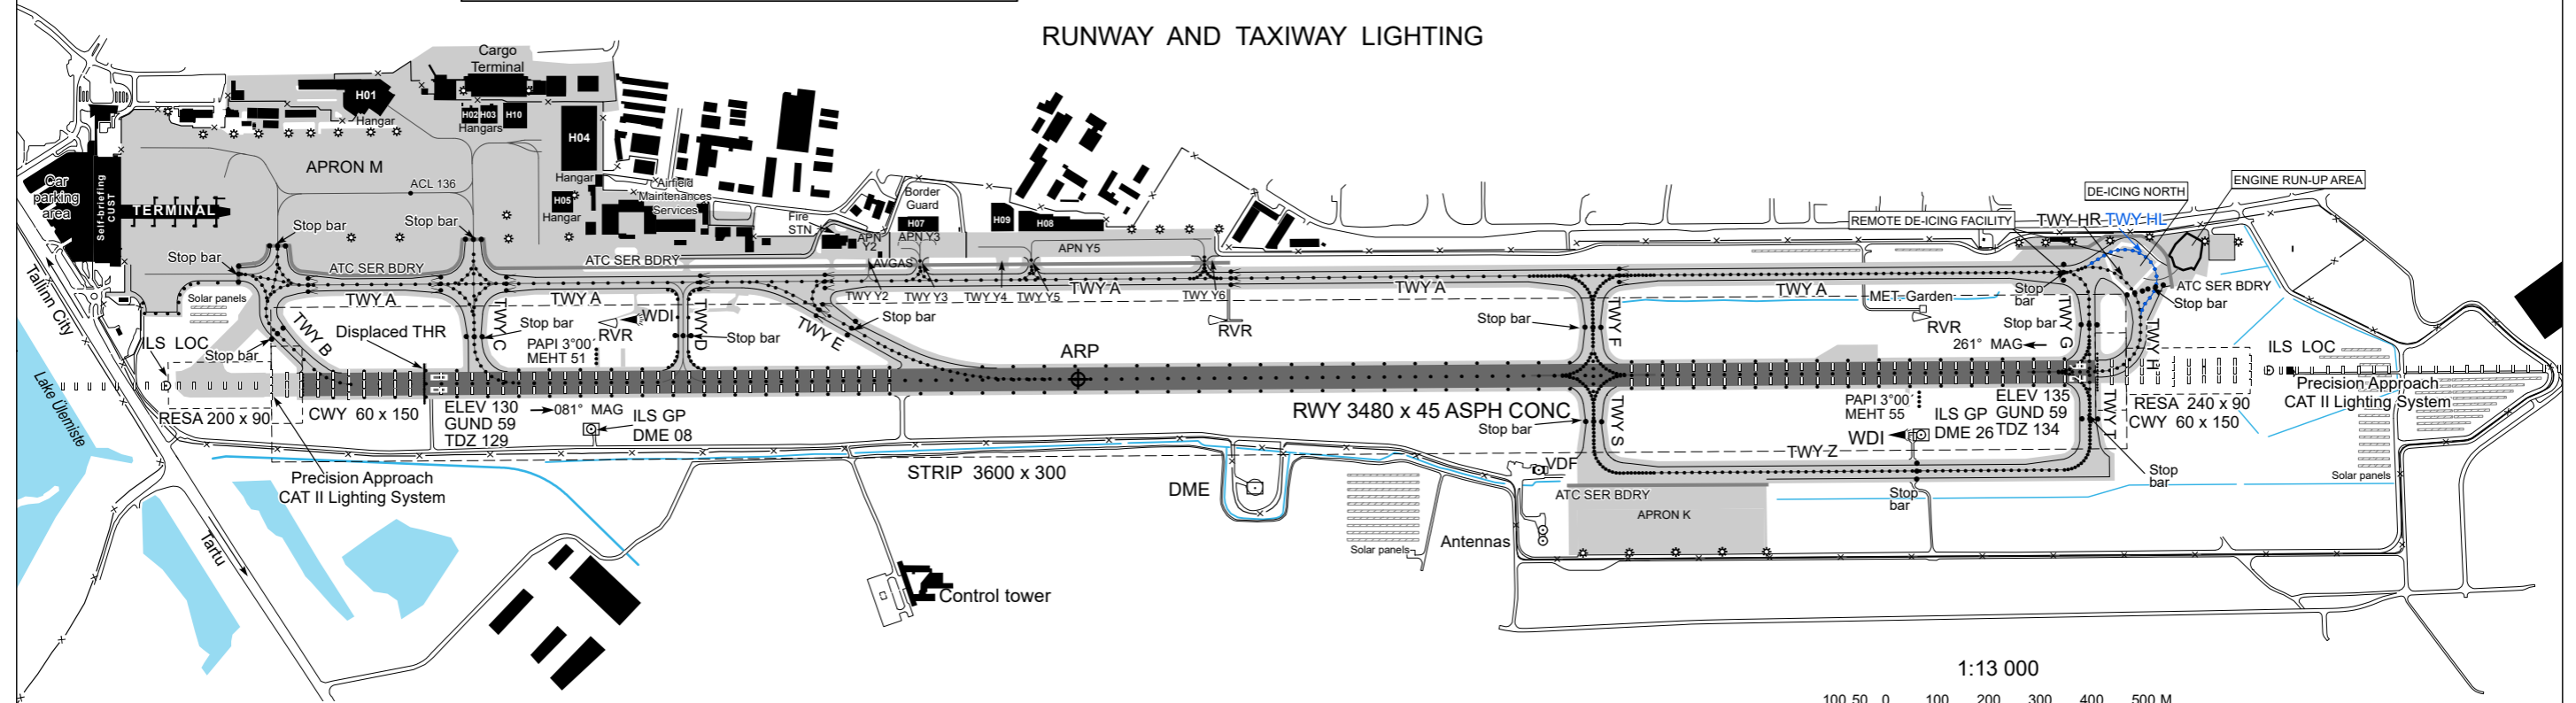 RUNWAY AND TAXIWAY LIGHTING
Cargo
Terminal
H01
Hangar
H02
H03
H10
Hangars
H04
Hangar
H05
Hangar
APRON M
ACL 136
Car
parking
area
Self-briefing
CUST
TERMINAL
Airfield
Maintenances
Services
Fire
STN
Border
Guard
H07
H09
H08
APN
Y2
APN Y3
APN Y5
AVGAS
DE-ICING NORTH
ENGINE RUN-UP AREA
REMOTE DE-ICING FACILITY
TWY HR
TWY HL
Stop bar
Stop bar
Stop bar
ATC SER BDRY
ATC SER BDRY
ATC SER BDRY
Tallinn City
Solar panels
TWY A
TWY A
TWY Y2
TWY Y3
TWY Y4
TWY Y5
TWY A
TWY Y6
TWY A
TWY A
MET-Garden
Stop
bar
Stop bar
TWY B
Displaced THR
TWY C
Stop bar
RVR
WDI
TWY D
Stop bar
TWY E
Stop bar
RVR
Stop bar
TWY F
RVR
Stop bar
TWY G
TWY H
261° MAG
ILS LOC
Stop bar
PAPI 3°00´
MEHT 51
ARP
ILS LOC
Precision Approach
CAT II Lighting System
Lake Ülemiste
RESA 200 x 90
CWY 60 x 150
ELEV 130
GUND 59
TDZ 129
081° MAG
ILS GP
DME 08
RWY 3480 x 45 ASPH CONC
Stop bar
TWY S
PAPI 3°00´
MEHT 55
ELEV 135
GUND 59
TDZ 134
ILS GP
DME 26
WDI
TWY Z
RESA 240 x 90
CWY 60 x 150
Precision Approach
CAT II Lighting System
STRIP 3600 x 300
DME
VDF
ATC SER BDRY
Stop
bar
Stop
bar
Solar panels
APRON K
Tartu
Solar panels
Antennas
Control tower
1:13 000
100 50 0 100 200 300 400 500 M